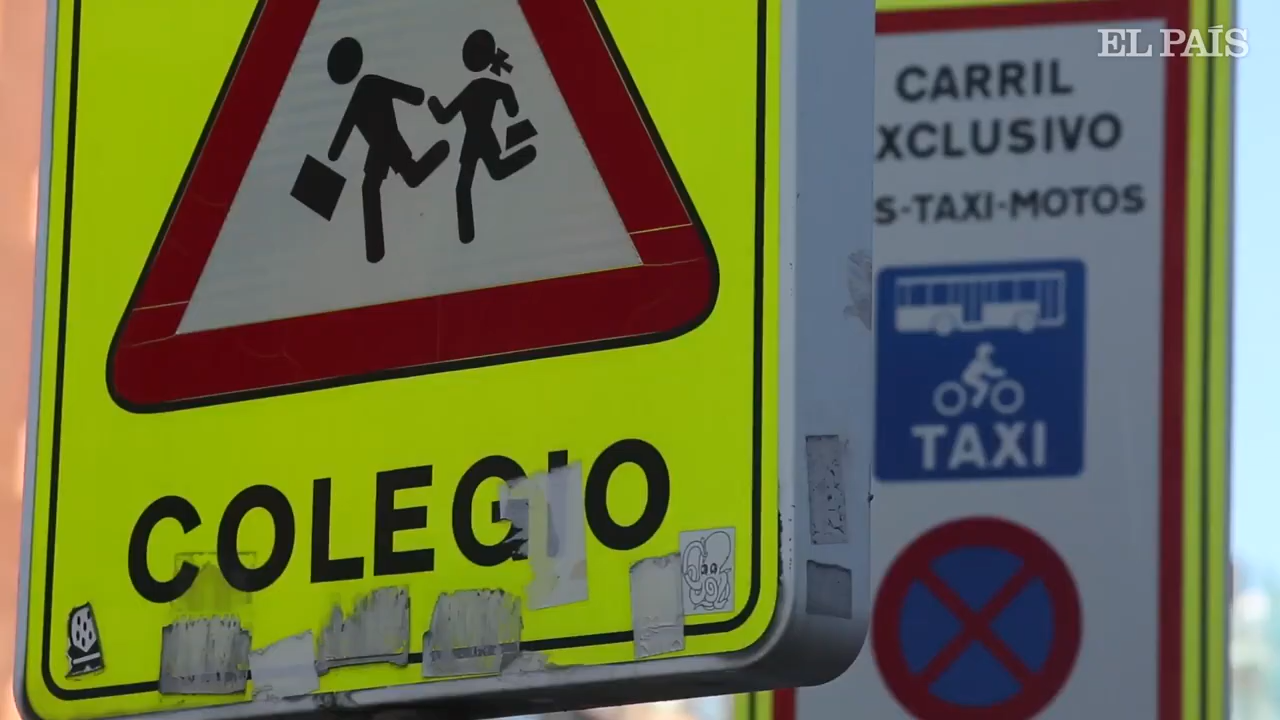 EL PAÍS
COLEGIO
CARRIL
XCLUSIVO
S-TAXI-MOTOS
TAXI